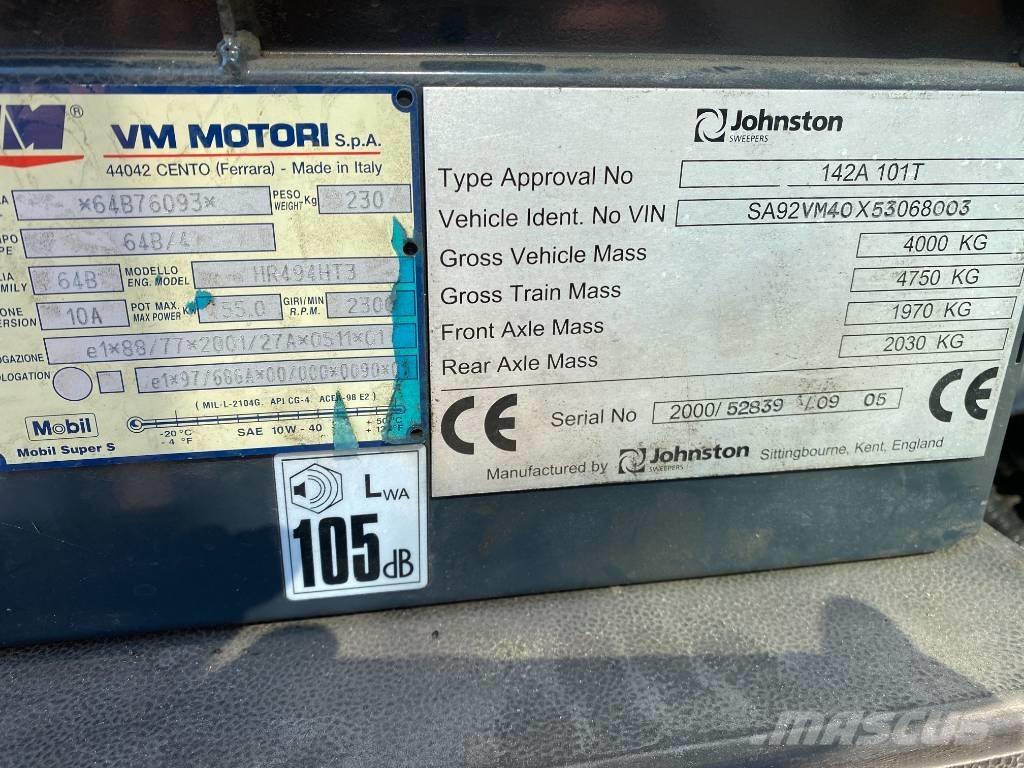 VM ®
VM MOTORI S.p.A.
44042 CENTO (Ferrara) - Made in Italy
*64B76093* PESO WEIGHT Kg 230
64B/4
64B MODELLO ENG. MODEL HR494HT3
10A POT MAX. MAX POWER 55.0 GIRI/MIN R.P.M. 2300
e1*88/77*2001/27A*0511*
e1*97/686A*00/000*0090*
(MIL-L-2104G. API CG-4. ACEA-98 E2)
Mobil
-20°C
-4°F
SAE 10W-40
Mobil Super S
LWA
105dB
Johnston
SWEEPERS
Type Approval No 142A 101T
Vehicle Ident. No VIN SA92VM40X53068003
Gross Vehicle Mass 4000 KG
Gross Train Mass 4750 KG
Front Axle Mass 1970 KG
Rear Axle Mass 2030 KG
CE Serial No 2000/52839 /09 05 CE
Manufactured by Johnston SWEEPERS Sittingbourne, Kent, England
MASCUS